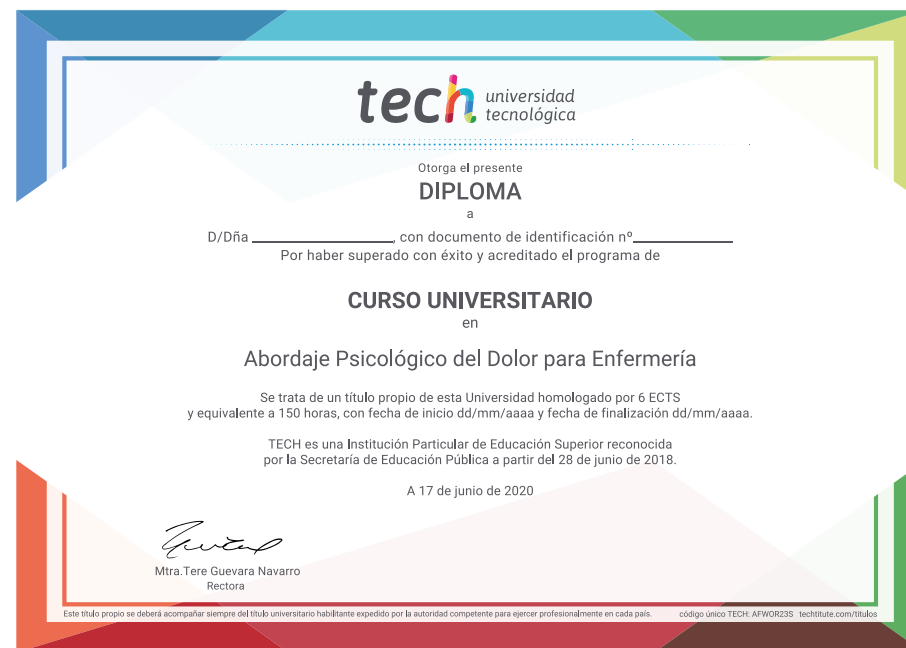 tech universidad
tecnológica
Otorga el presente
DIPLOMA
a
D/Dña ____________________, con documento de identificación nº______________
Por haber superado con éxito y acreditado el programa de
CURSO UNIVERSITARIO
en
Abordaje Psicológico del Dolor para Enfermería
Se trata de un título propio de esta Universidad homologado por 6 ECTS
y equivalente a 150 horas, con fecha de inicio dd/mm/aaaa y fecha de finalización dd/mm/aaaa.
TECH es una Institución Particular de Educación Superior reconocida
por la Secretaría de Educación Pública a partir del 28 de junio de 2018.
A 17 de junio de 2020
Mtra.Tere Guevara Navarro
Rectora
Este título propio se deberá acompañar siempre del título universitario habilitante expedido por la autoridad competente para ejercer profesionalmente en cada país. código único TECH: AFWOR23S techtitute.com/titulos